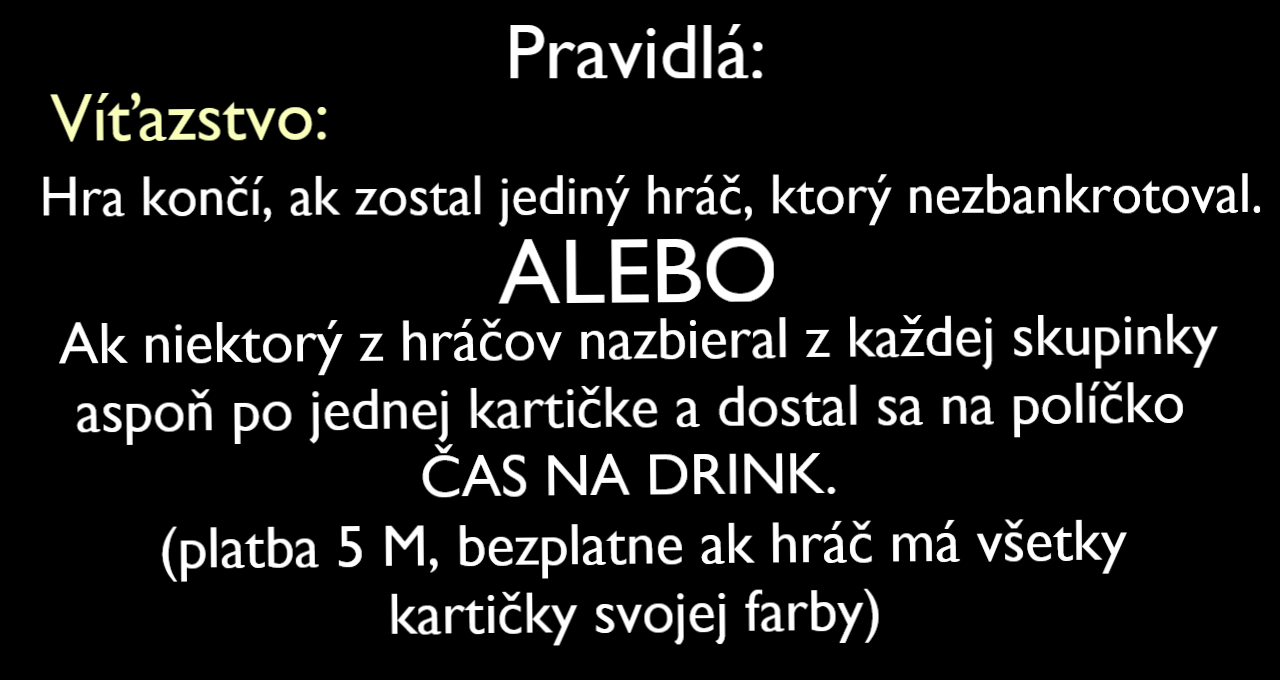 Pravidlá:
Víťazstvo:
Hra končí, ak zostal jediný hráč, ktorý nezbankrotoval.
ALEBO
Ak niektorý z hráčov nazbieral z každej skupinky
aspoň po jednej kartičke a dostal sa na políčko
ČAS NA DRINK.
(platba 5 M, bezplatne ak hráč má všetky
kartičky svojej farby)